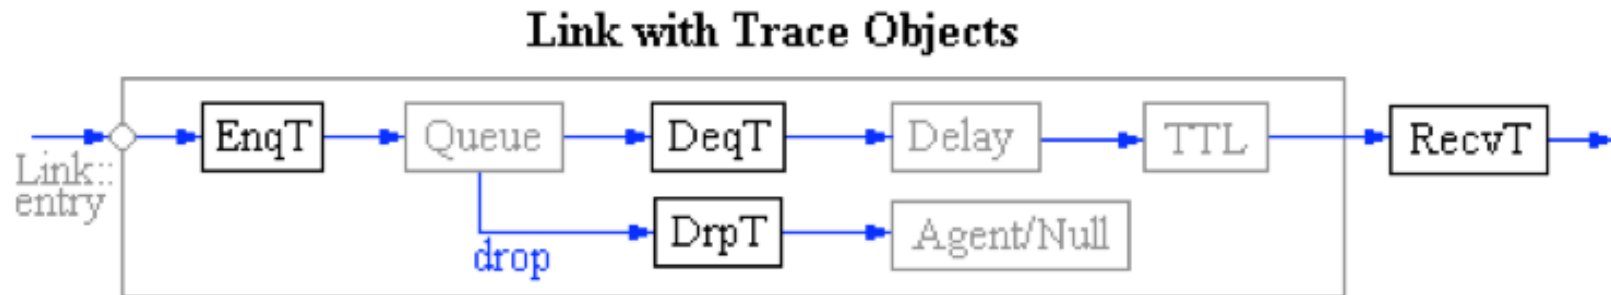 Link with Trace Objects
EnqT
Queue
DeqT
Delay
TTL
RecvT
Link::
entry
DrpT
Agent/Null
drop